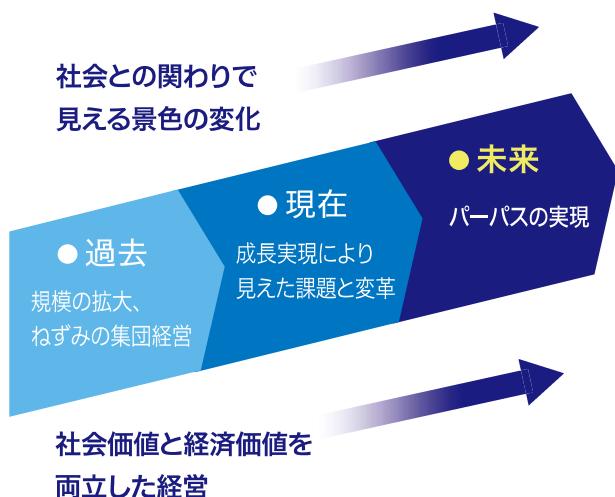 社会との関わりで
見える景色の変化
● 未来
パーパスの実現
● 現在
成長実現により
見えた課題と変革
● 過去
規模の拡大、
ねずみの集団経営
社会価値と経済価値を
両立した経営